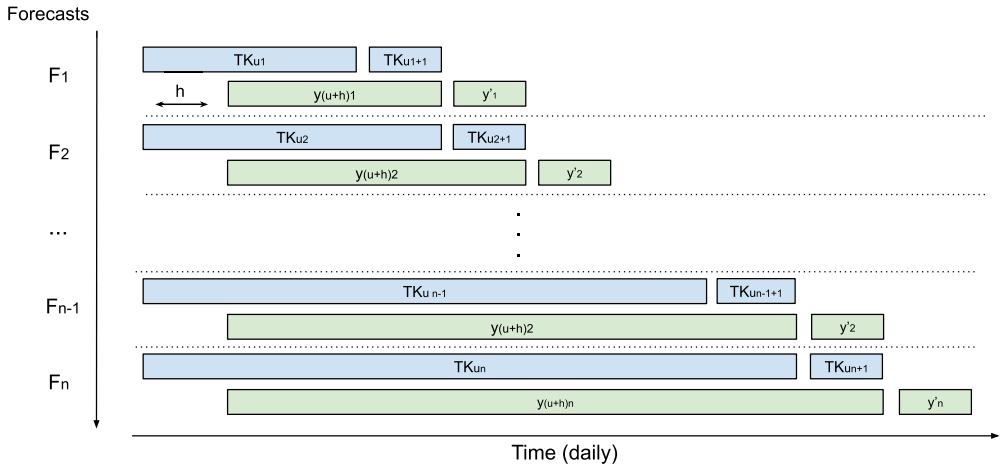 Forecasts
F1
TKu1
TKu1+1
h
y(u+h)1
y'1
F2
TKu2
TKu2+1
y(u+h)2
y'2
...
.
.
.
Fn-1
TKu n-1
TKun-1+1
y(u+h)2
y'2
Fn
TKun
TKun+1
y(u+h)n
y'n
Time (daily)